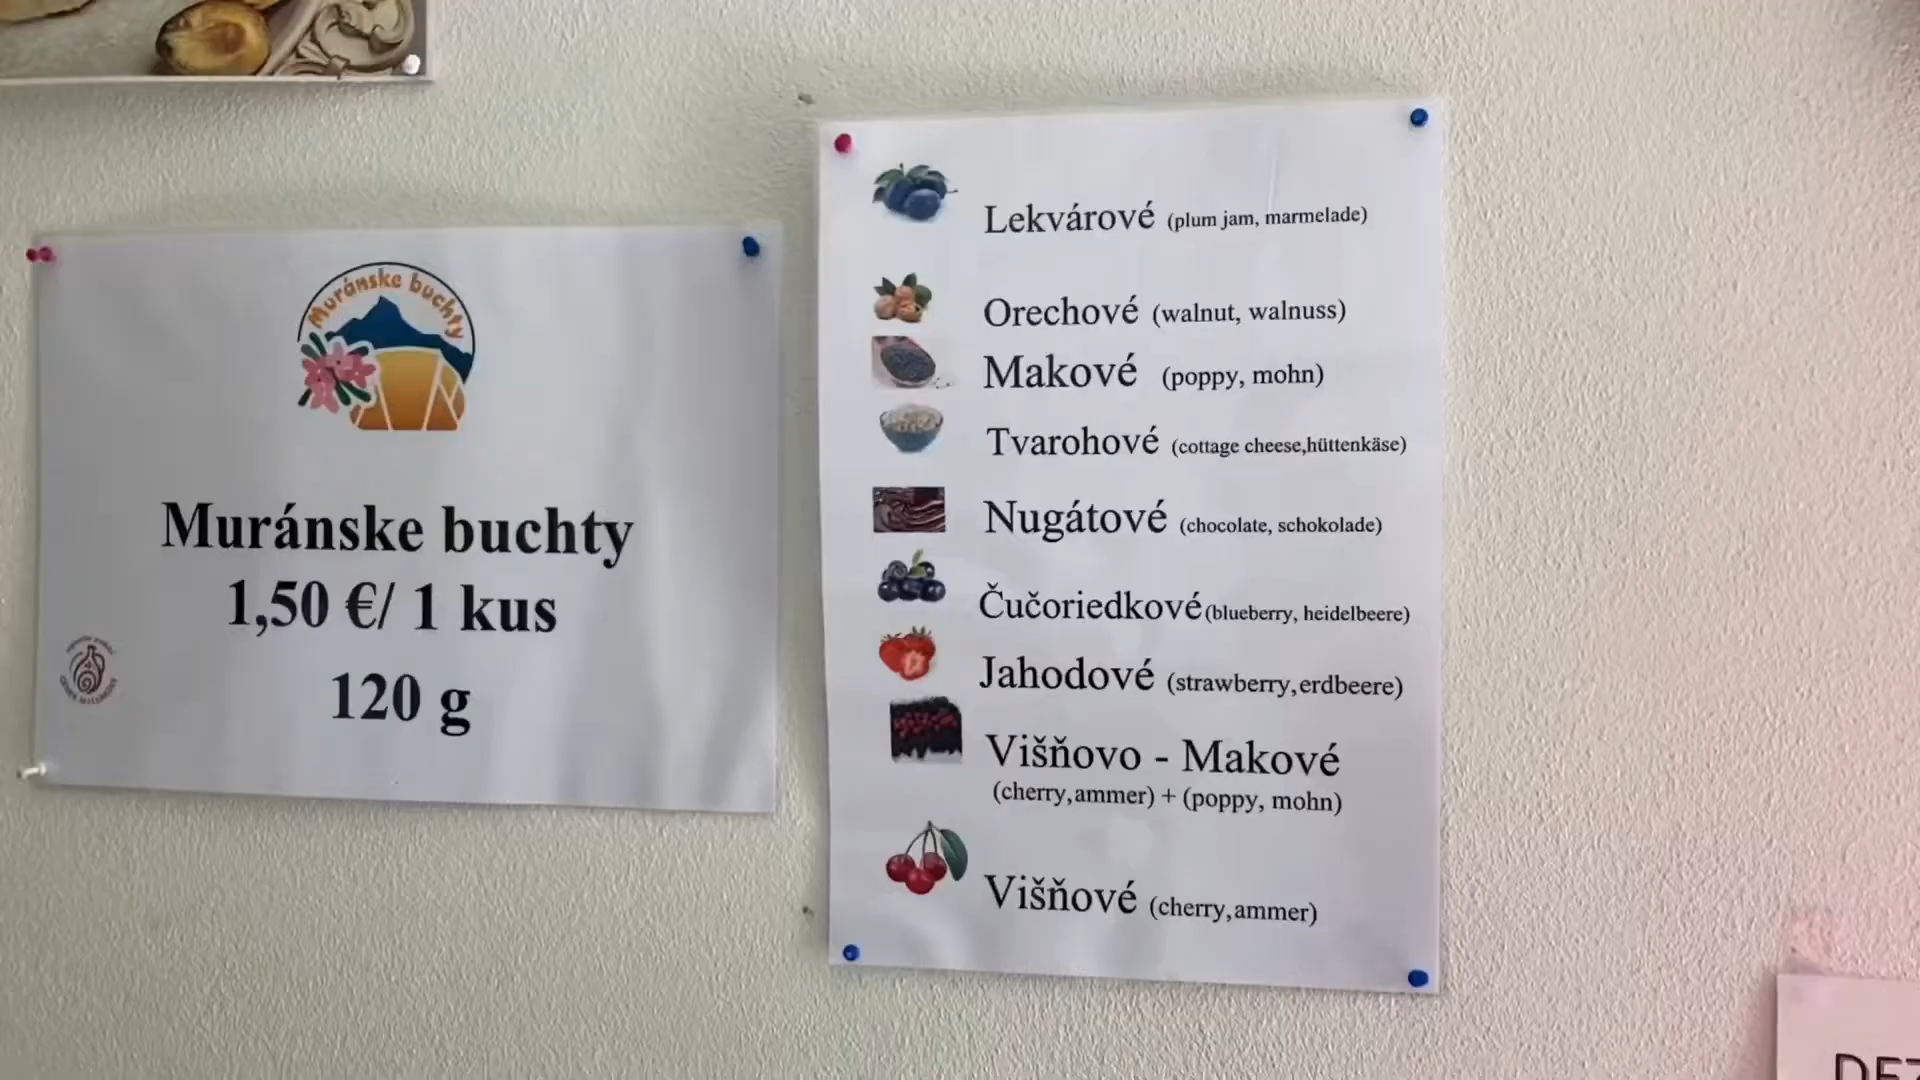 Muránske buchty
Muránske buchty
1,50 €/ 1 kus
120 g
Lekvárové (plum jam, marmelade)
Orechové (walnut, walnuss)
Makové (poppy, mohn)
Tvarohové (cottage cheese,hüttenkäse)
Nugátové (chocolate, schokolade)
Čučoriedkové(blueberry, heidelbeere)
Jahodové (strawberry,erdbeere)
Višňovo - Makové
(cherry,ammer) + (poppy, mohn)
Višňové (cherry,ammer)